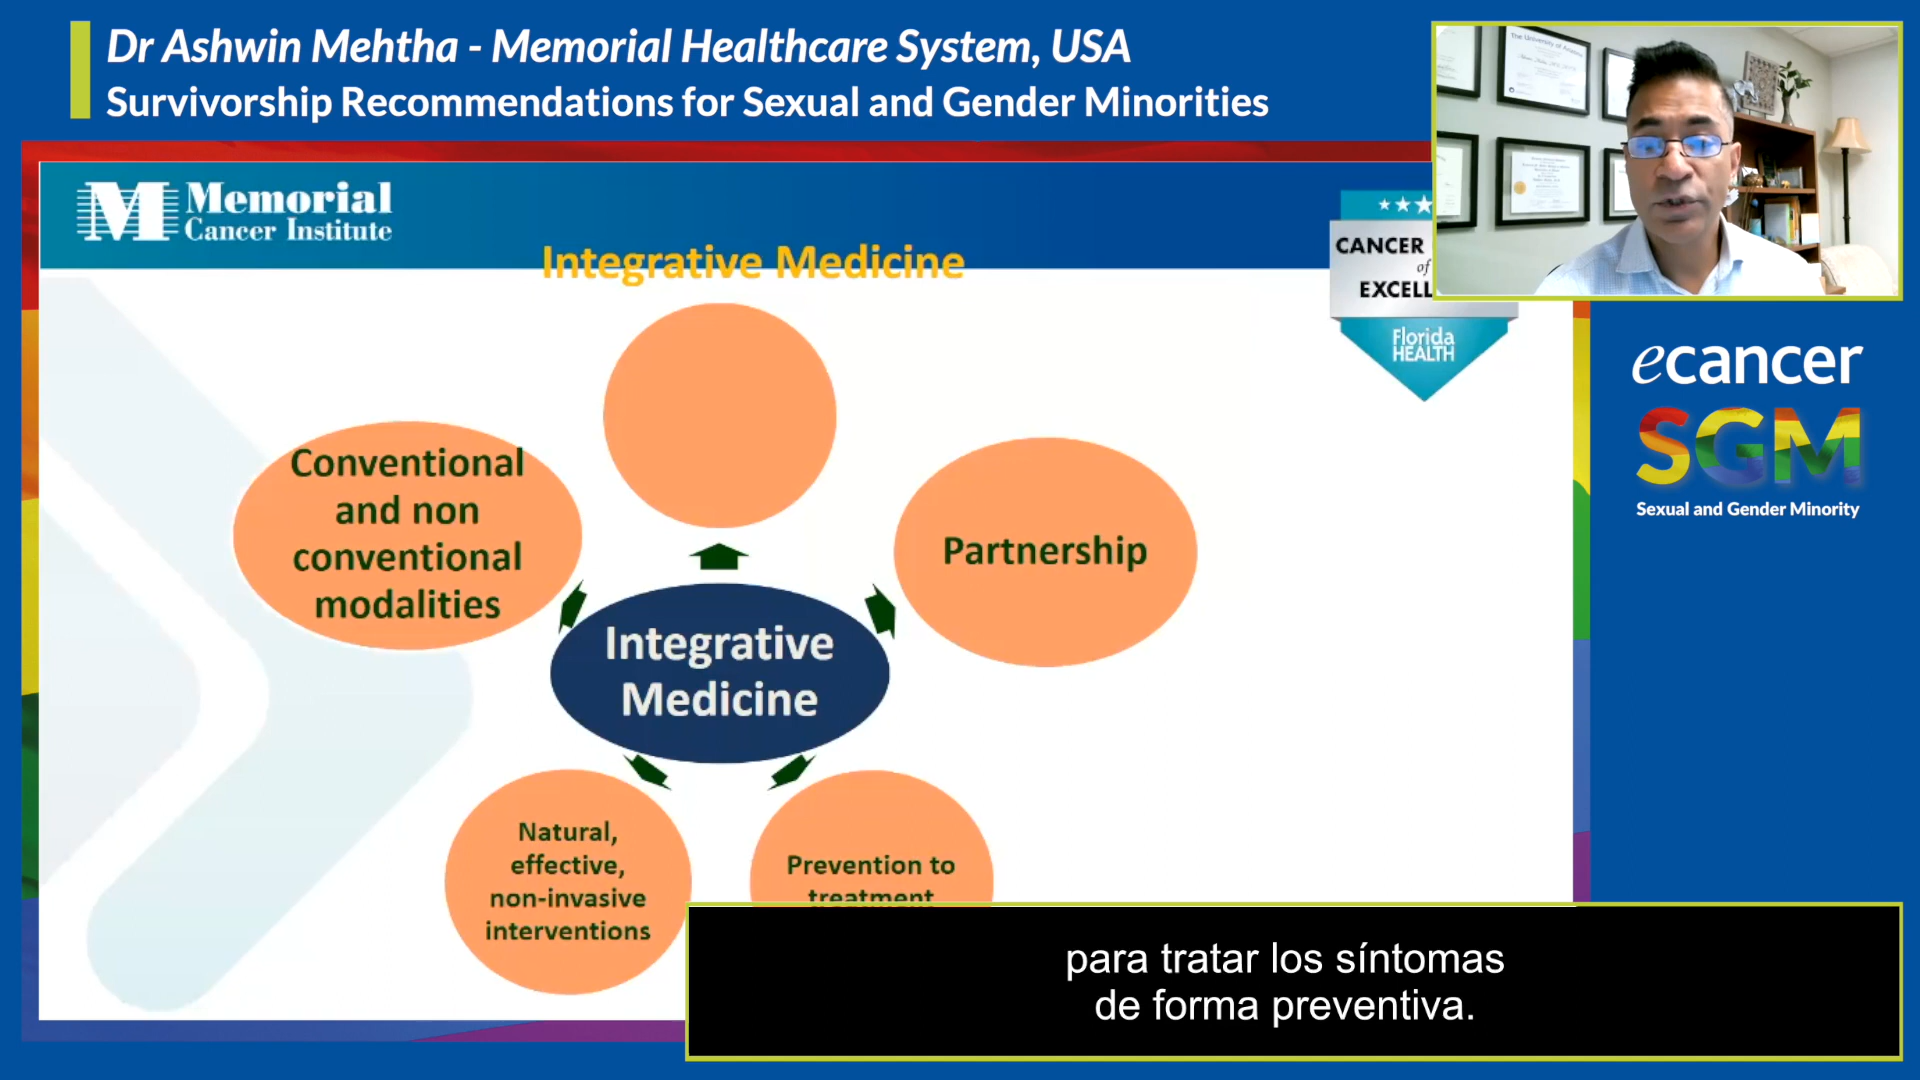 Dr Ashwin Mehtha - Memorial Healthcare System, USA
Survivorship Recommendations for Sexual and Gender Minorities
Memorial
Cancer Institute
Integrative Medicine
CANCER
of
EXCELL
Florida
HEALTH
Conventional
and non
conventional
modalities
Partnership
Integrative
Medicine
Natural,
effective,
non-invasive
interventions
Prevention to
treatment
ecancer
SGM
Sexual and Gender Minority
para tratar los síntomas
de forma preventiva.